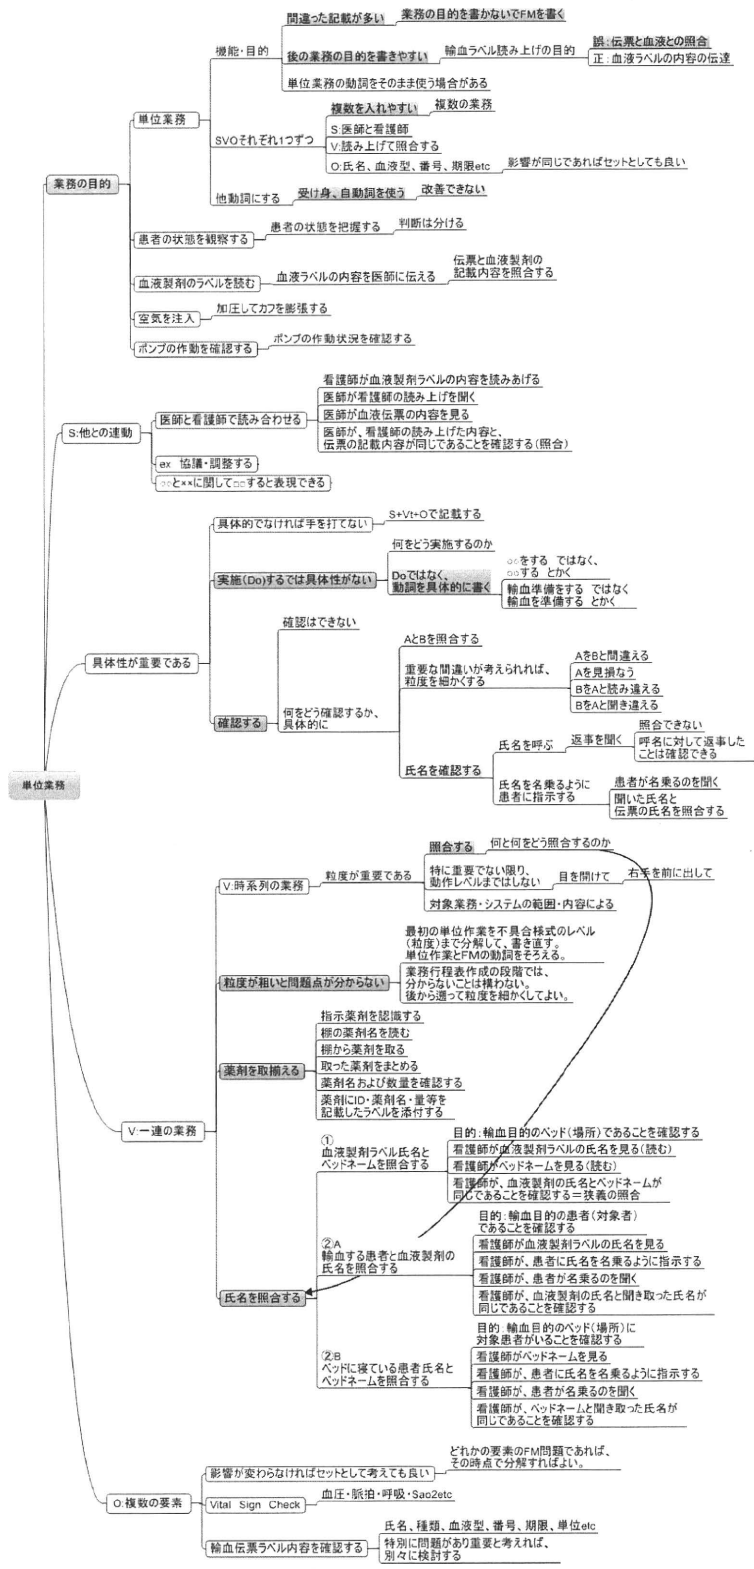 間違った記載が多い
業務の目的を書かないでFMを書く
機能・目的
後の業務の目的を書きやすい
輸血ラベル読み上げの目的
誤:伝票と血液との照合
正:血液ラベルの内容の伝達
単位業務の動詞をそのまま使う場合がある
単位業務
複数を入れやすい
複数の業務
S:医師と看護師
SVOそれぞれ1つずつ
V:読み上げて照合する
O:氏名、血液型、番号、期限etc
影響が同じであればセットとしても良い
業務の目的
他動詞にする
受け身、自動詞を使う
改善できない
患者の状態を観察する
患者の状態を把握する
判断は分ける
血液製剤のラベルを読む
血液ラベルの内容を医師に伝える
伝票と血液製剤の
記載内容を照合する
空気を注入
加圧してカフを膨張する
ポンプの作動を確認する
ポンプの作動状況を確認する
S:他との連動
医師と看護師で読み合わせる
看護師が血液製剤ラベルの内容を読みあげる
医師が看護師の読み上げを聞く
医師が血液伝票の内容を見る
医師が、看護師の読み上げた内容と、
伝票の記載内容が同じであることを確認する(照合)
ex 協議・調整する
○○と××に関して□□すると表現できる
具体性が重要である
具体的でなければ手を打てない
S+Vt+Oで記載する
実施(Do)するでは具体性がない
何をどう実施するのか
Doではなく、
動詞を具体的に書く
○○をする ではなく、
○○する とかく
輸血準備をする ではなく
輸血を準備する とかく
確認する
確認はできない
何をどう確認するか、
具体的に
AとBを照合する
重要な間違いが考えられれば、
粒度を細かくする
AをBと間違える
Aを見損なう
BをAと読み違える
BをAと聞き違える
氏名を確認する
氏名を呼ぶ
返事を聞く
照合できない
呼名に対して返事した
ことは確認できる
氏名を名乗るように
患者に指示する
患者が名乗るのを聞く
聞いた氏名と
伝票の氏名を照合する
単位業務
V:一連の業務
V:時系列の業務
粒度が重要である
照合する
何と何をどう照合するのか
特に重要でない限り、
動作レベルまではしない
目を開けて
右手を前に出して
対象業務・システムの範囲・内容による
粒度が粗いと問題点が分からない
最初の単位作業を不具合様式のレベル
(粒度)まで分解して、書き直す。
単位作業とFMの動詞をそろえる。
業務行程表作成の段階では、
分からないことは構わない。
後から遡って粒度を細かくしてよい。
薬剤を取揃える
指示薬剤を認識する
棚の薬剤名を読む
棚から薬剤を取る
取った薬剤をまとめる
薬剤名および数量を確認する
薬剤にID・薬剤名・量等を
記載したラベルを添付する
氏名を照合する
①
血液製剤ラベル氏名と
ベッドネームを照合する
目的:輸血目的のベッド(場所)であることを確認する
看護師が血液製剤ラベルの氏名を見る(読む)
看護師がベッドネームを見る(読む)
看護師が、血液製剤の氏名とベッドネームが
同じであることを確認する=狭義の照合
②A
輸血する患者と血液製剤の
氏名を照合する
目的:輸血目的の患者(対象者)
であることを確認する
看護師が血液製剤ラベルの氏名を見る
看護師が、患者に氏名を名乗るように指示する
看護師が、患者が名乗るのを聞く
看護師が、血液製剤の氏名と聞き取った氏名が
同じであることを確認する
②B
ベッドに寝ている患者氏名と
ベッドネームを照合する
目的:輸血目的のベッド(場所)に
対象患者がいることを確認する
看護師がベッドネームを見る
看護師が、患者に氏名を名乗るように指示する
看護師が、患者が名乗るのを聞く
看護師が、ベッドネームと聞き取った氏名が
同じであることを確認する
O:複数の要素
影響が変わらなければセットとして考えても良い
どれかの要素のFM問題であれば、
その時点で分解すればよい。
Vital Sign Check
血圧・脈拍・呼吸・Sao2etc
輸血伝票ラベル内容を確認する
氏名、種類、血液型、番号、期限、単位etc
特別に問題があり重要と考えれば、
別々に検討する